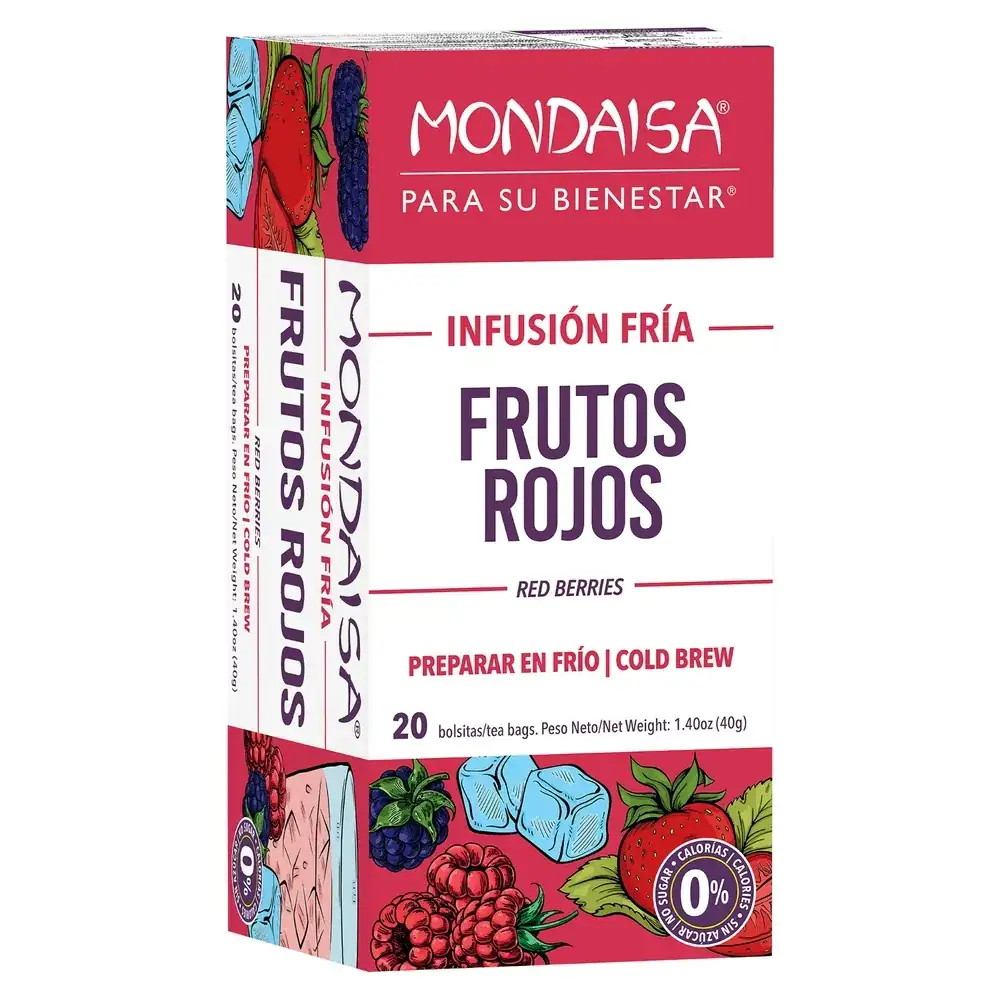 MONDAISA®
PARA SU BIENESTAR®
INFUSIÓN FRÍA
FRUTOS
ROJOS
RED BERRIES
PREPARAR EN FRÍO | COLD BREW
20 bolsitas/tea bags. Peso Neto/Net Weight: 1.40oz (40g)
CALORÍAS | CALORIES • SIN AZÚCAR | NO SUGAR •
0%
MONDAISA®
INFUSIÓN FRÍA
FRUTOS ROJOS
RED BERRIES
PREPARAR EN FRÍO | COLD BREW
20 bolsitas/tea bags. Peso Neto/Net Weight: 1.40oz (40g)
0%